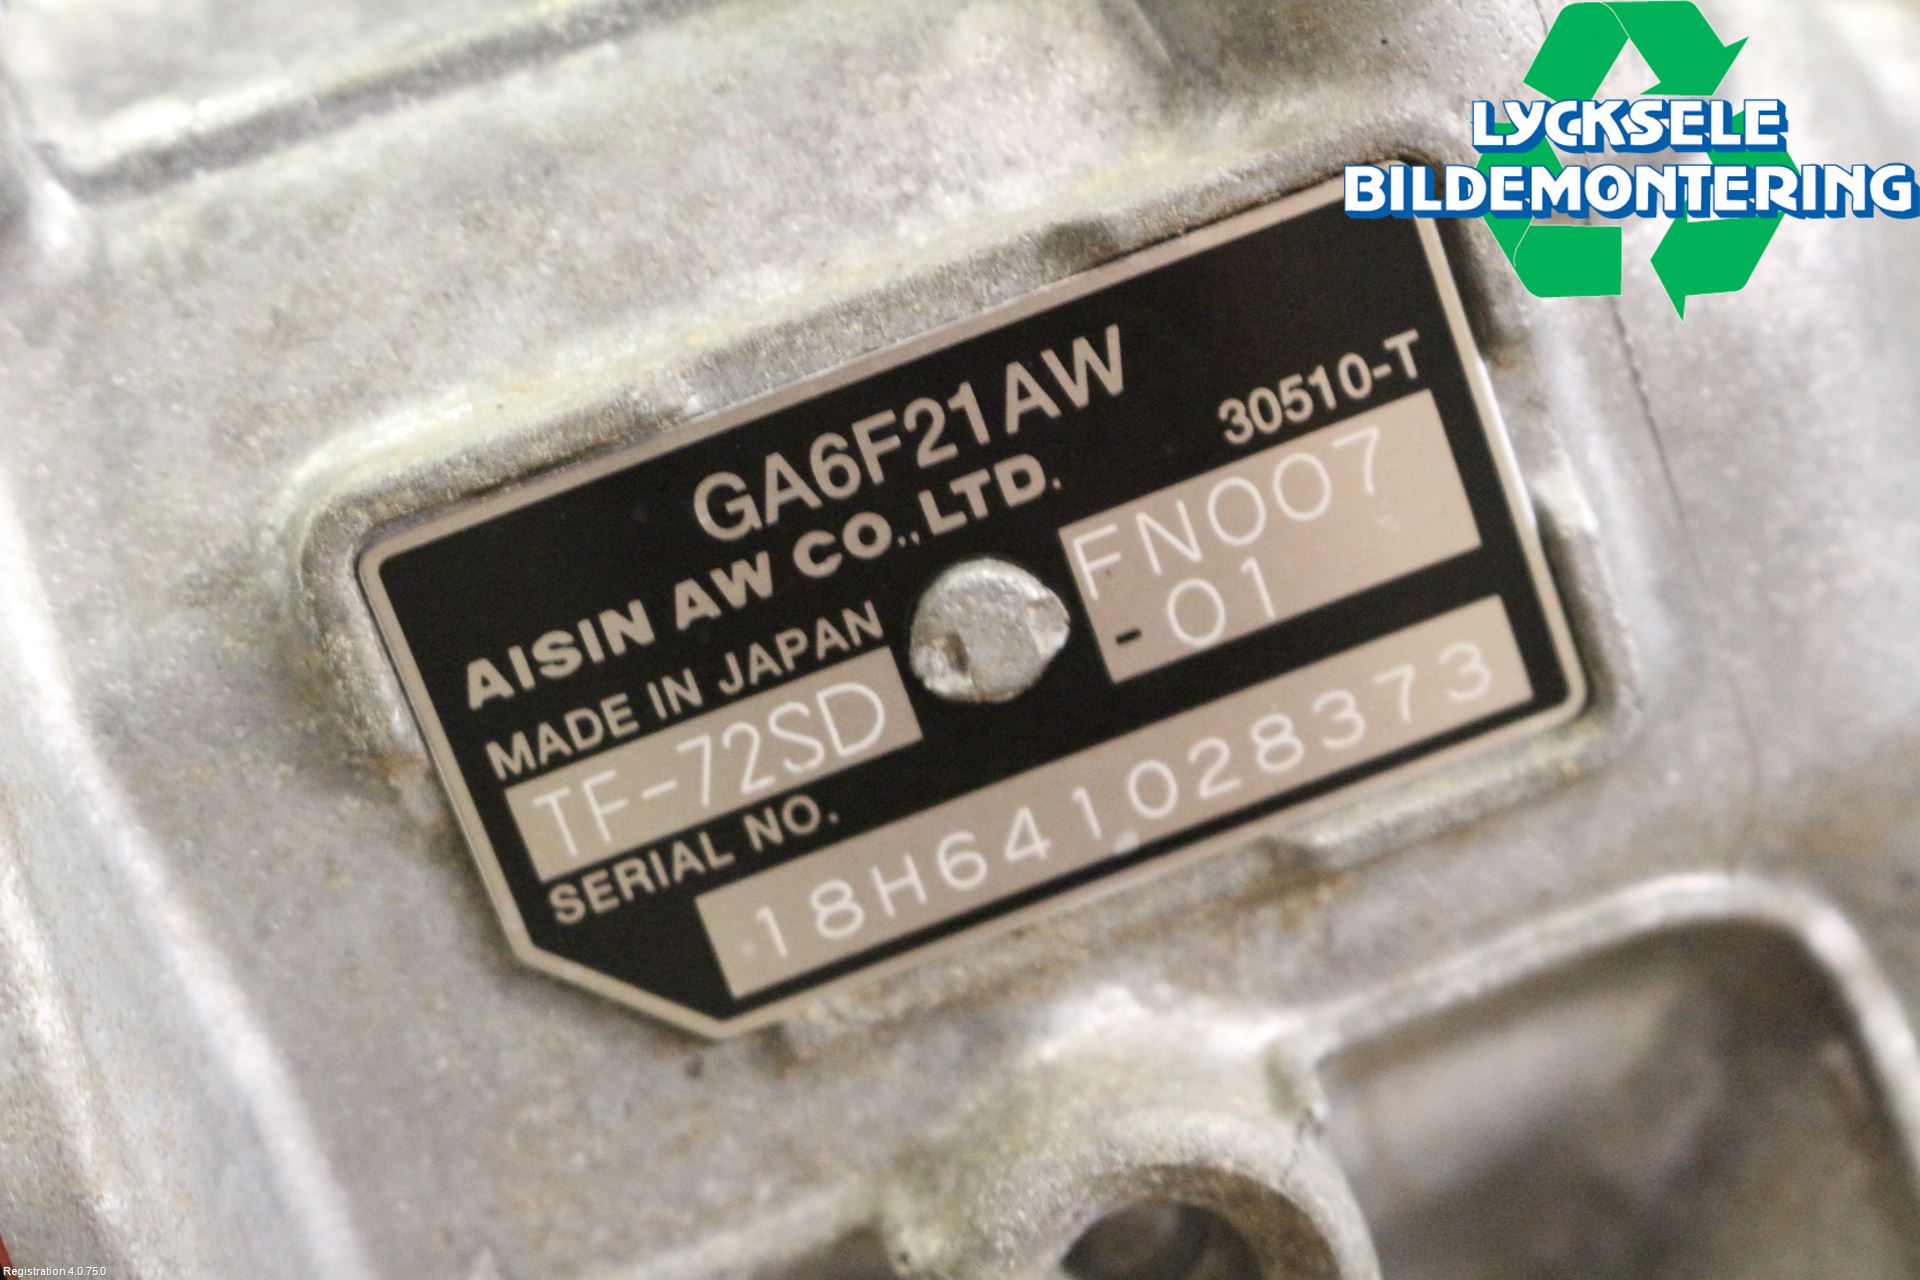 LYCKSELE
BILDEMONTERING
GA6F21AW
30510-T
AISIN AW CO.,LTD.
FN007
-01
MADE IN JAPAN
TF-72SD
SERIAL NO.
18H641028373
Registration 4.0.75.0